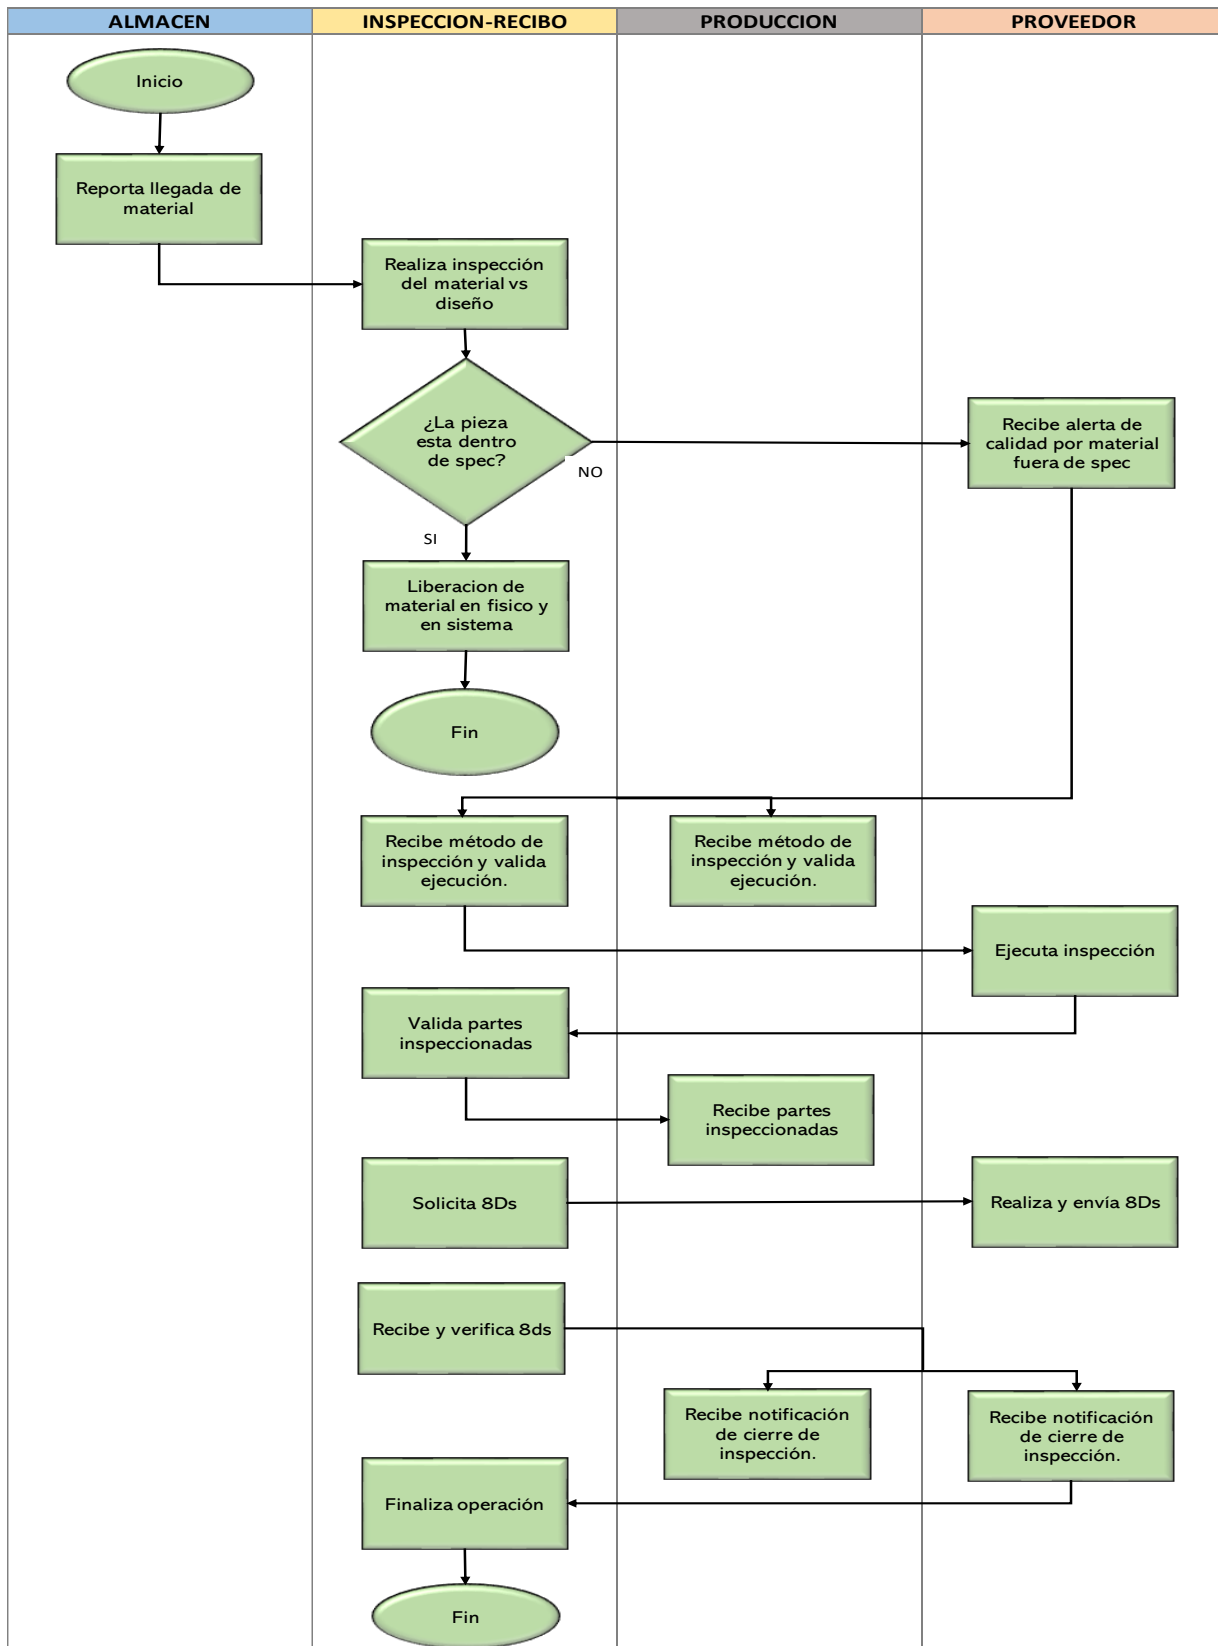 ALMACEN
INSPECCION-RECIBO
PRODUCCION
PROVEEDOR
Inicio
Reporta llegada de
material
Realiza inspección
del material vs
diseño
¿La pieza
esta dentro
de spec?
NO
Recibe alerta de
calidad por material
fuera de spec
SI
Liberacion de
material en fisico y
en sistema
Fin
Recibe método de
inspección y valida
ejecución.
Recibe método de
inspección y valida
ejecución.
Ejecuta inspección
Valida partes
inspeccionadas
Recibe partes
inspeccionadas
Solicita 8Ds
Realiza y envía 8Ds
Recibe y verifica 8ds
Recibe notificación
de cierre de
inspección.
Recibe notificación
de cierre de
inspección.
Finaliza operación
Fin